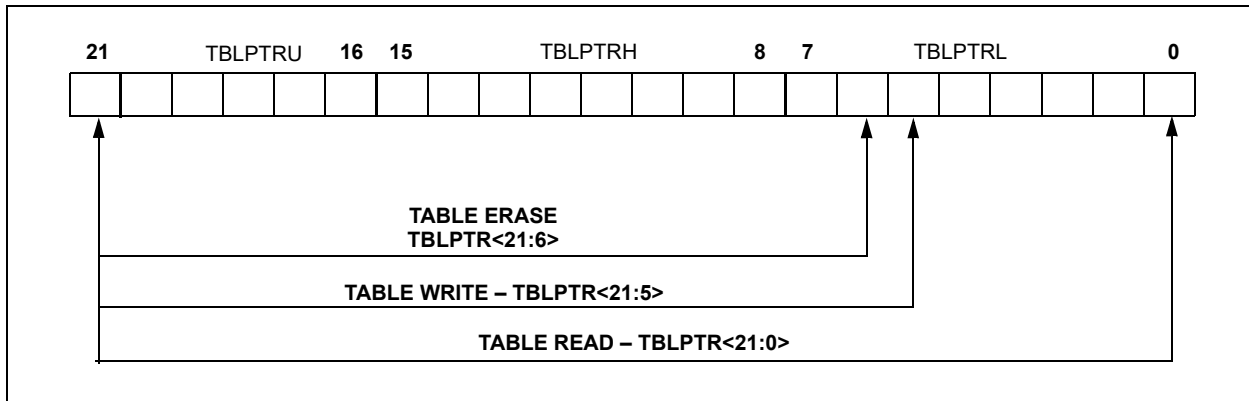 21 TBLPTRU 16 15 TBLPTRH 8 7 TBLPTRL 0
TABLE ERASE
TBLPTR<21:6>
TABLE WRITE – TBLPTR<21:5>
TABLE READ – TBLPTR<21:0>